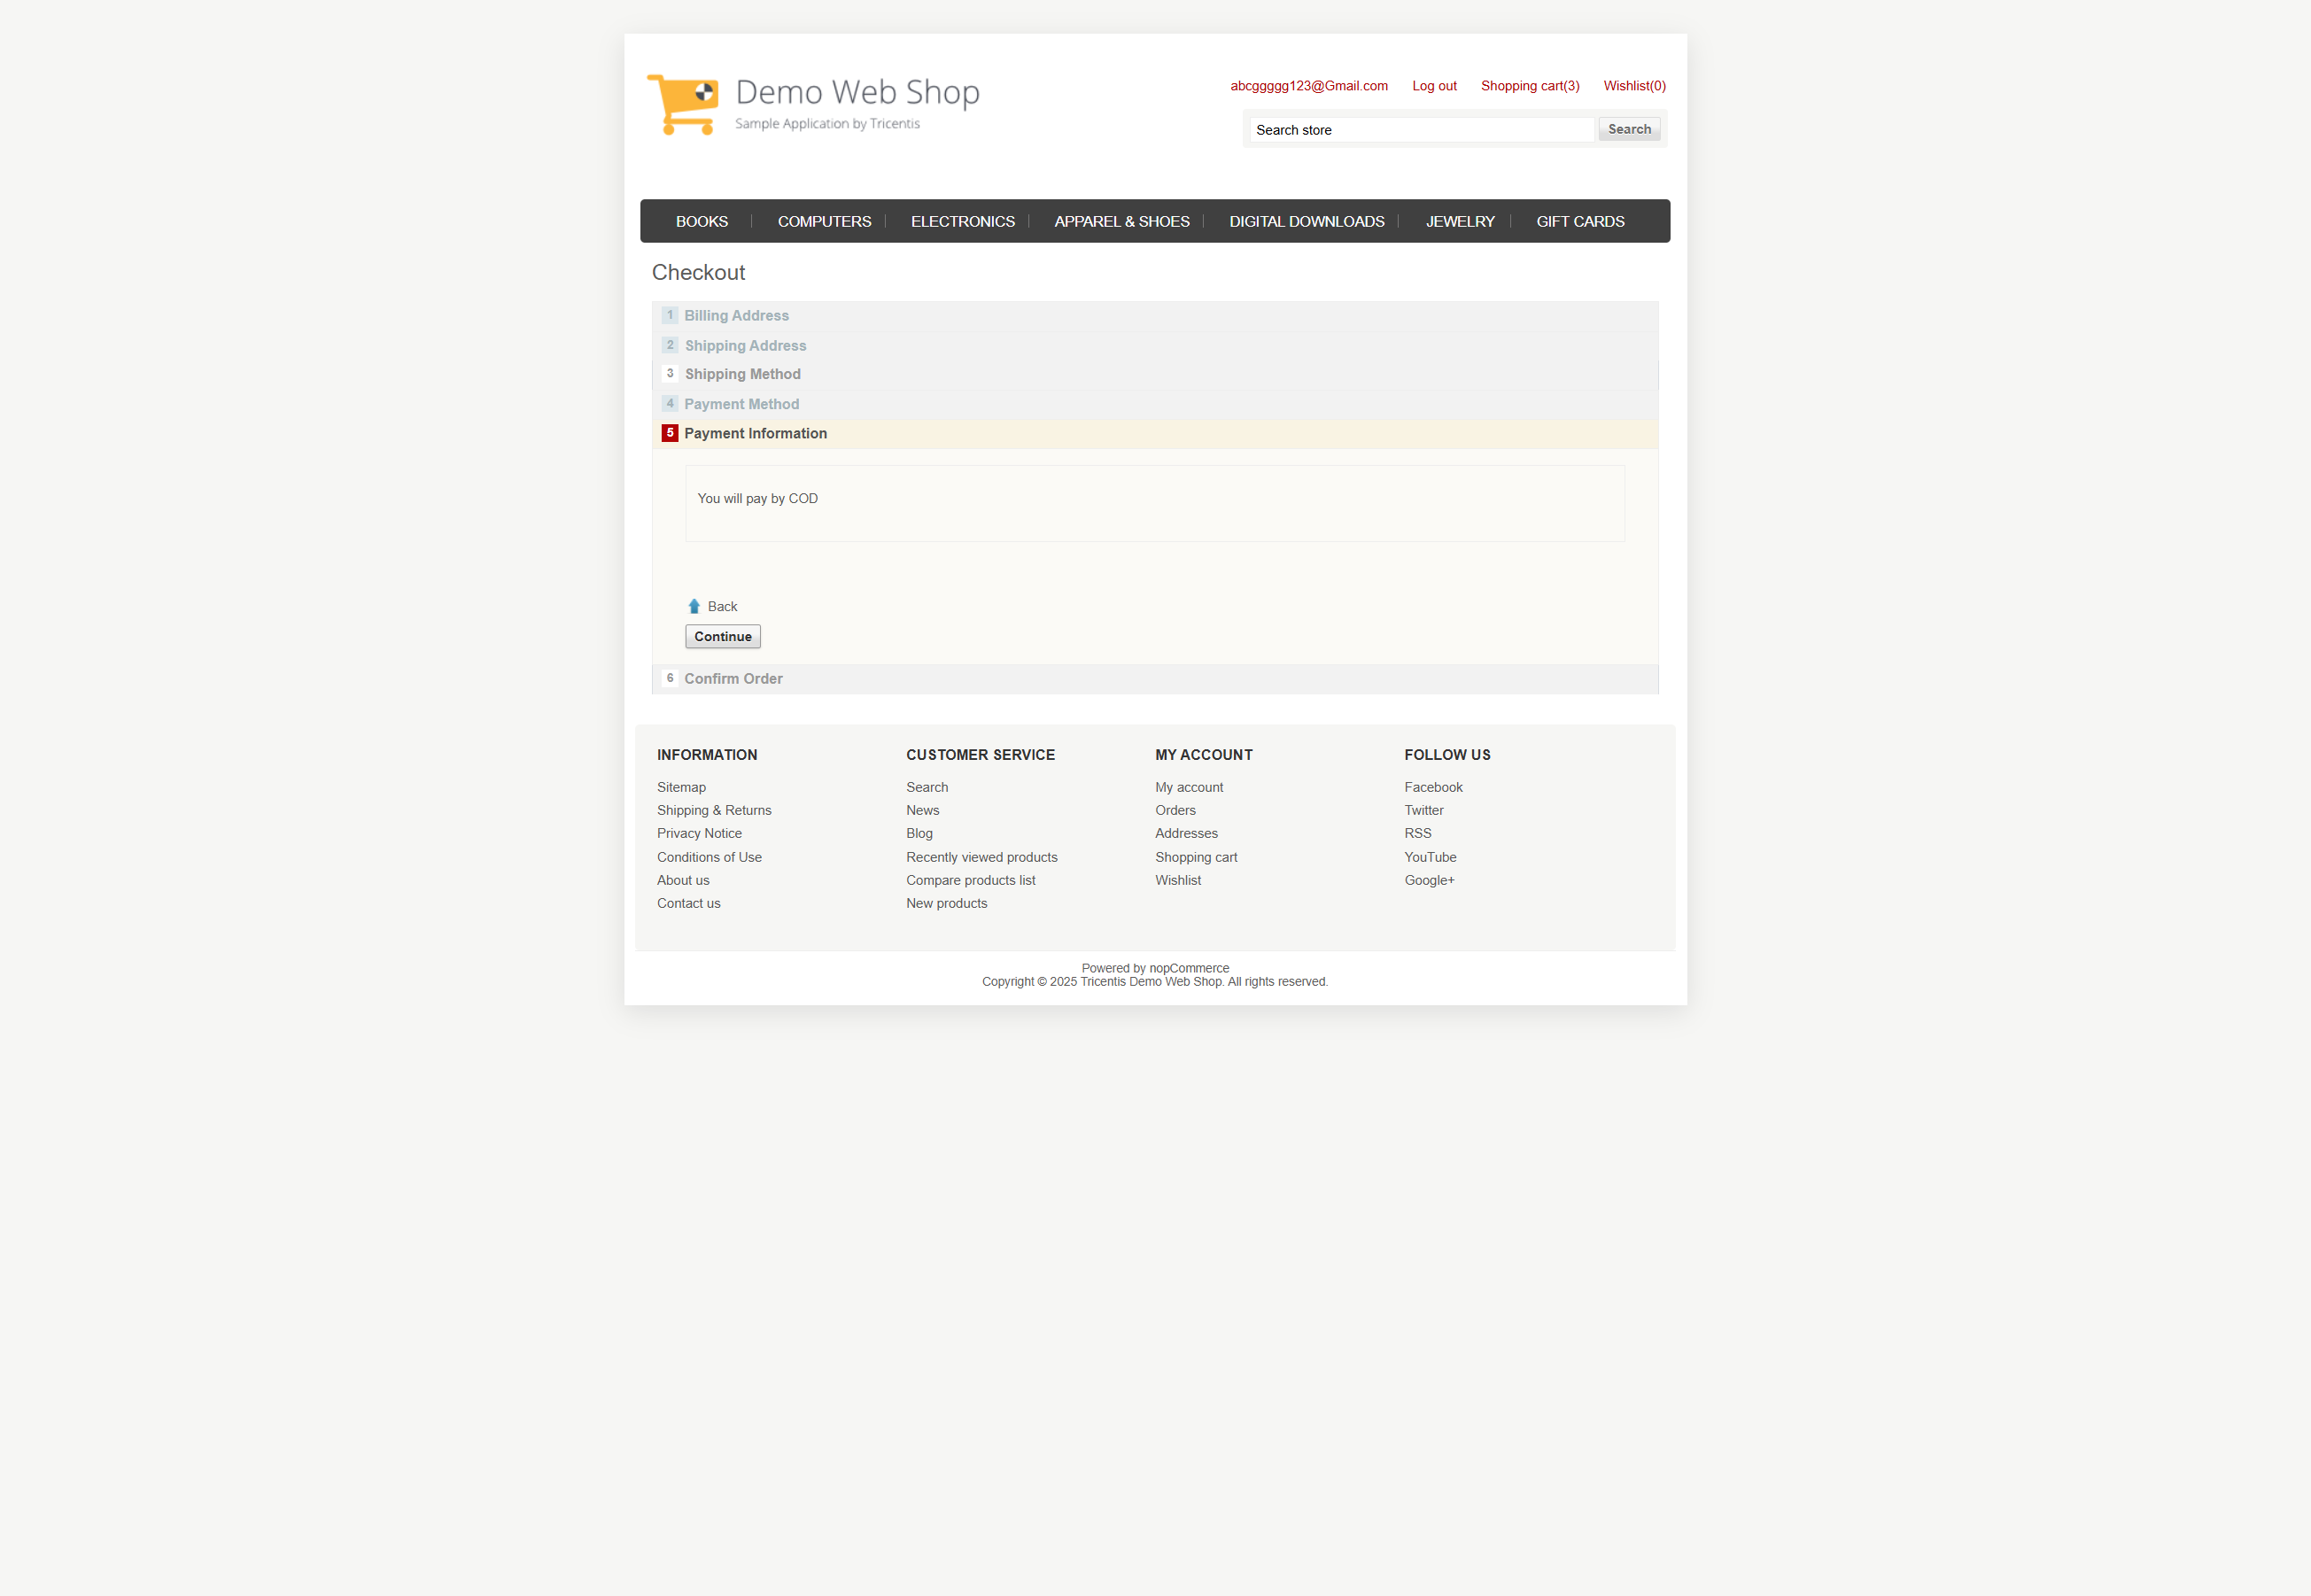 Demo Web Shop
Sample Application by Tricentis
abcggggg123@Gmail.com Log out Shopping cart(3) Wishlist(0)
Search store Search
BOOKS COMPUTERS ELECTRONICS APPAREL & SHOES DIGITAL DOWNLOADS JEWELRY GIFT CARDS
Checkout
1 Billing Address
2 Shipping Address
3 Shipping Method
4 Payment Method
5 Payment Information
You will pay by COD
Back
Continue
6 Confirm Order
INFORMATION
Sitemap
Shipping & Returns
Privacy Notice
Conditions of Use
About us
Contact us
CUSTOMER SERVICE
Search
News
Blog
Recently viewed products
Compare products list
New products
MY ACCOUNT
My account
Orders
Addresses
Shopping cart
Wishlist
FOLLOW US
Facebook
Twitter
RSS
YouTube
Google+
Powered by nopCommerce
Copyright © 2025 Tricentis Demo Web Shop. All rights reserved.